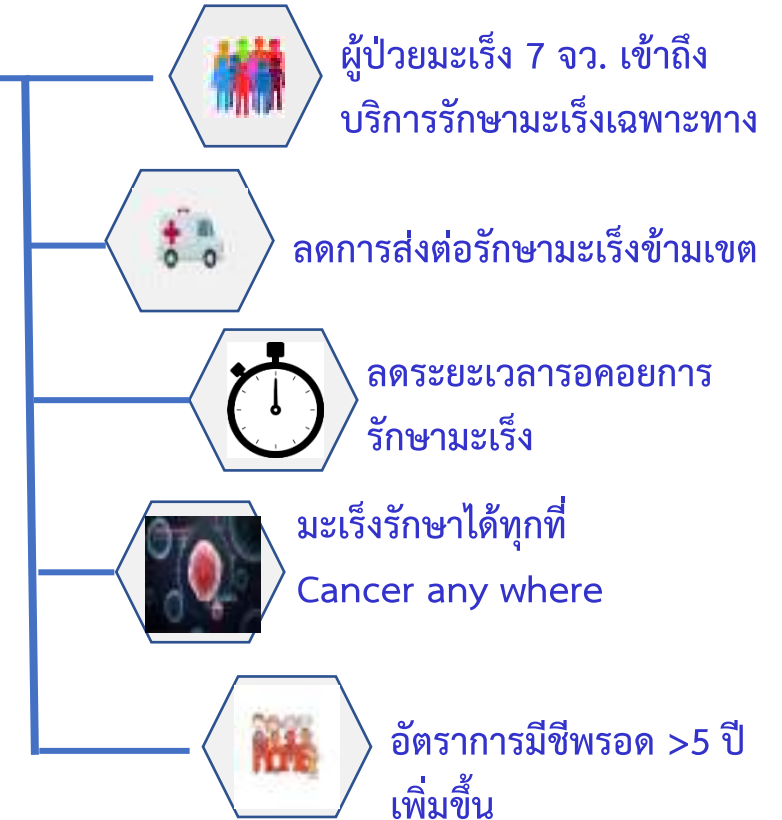 ผู้ป่วยมะเร็ง 7 จว. เข้าถึง
บริการรักษามะเร็งเฉพาะทาง
ลดการส่งต่อรักษามะเร็งข้ามเขต
ลดระยะเวลารอคอยการ
รักษามะเร็ง
มะเร็งรักษาได้ทุกที่
Cancer any where
อัตราการมีชีพรอด >5 ปี
เพิ่มขึ้น